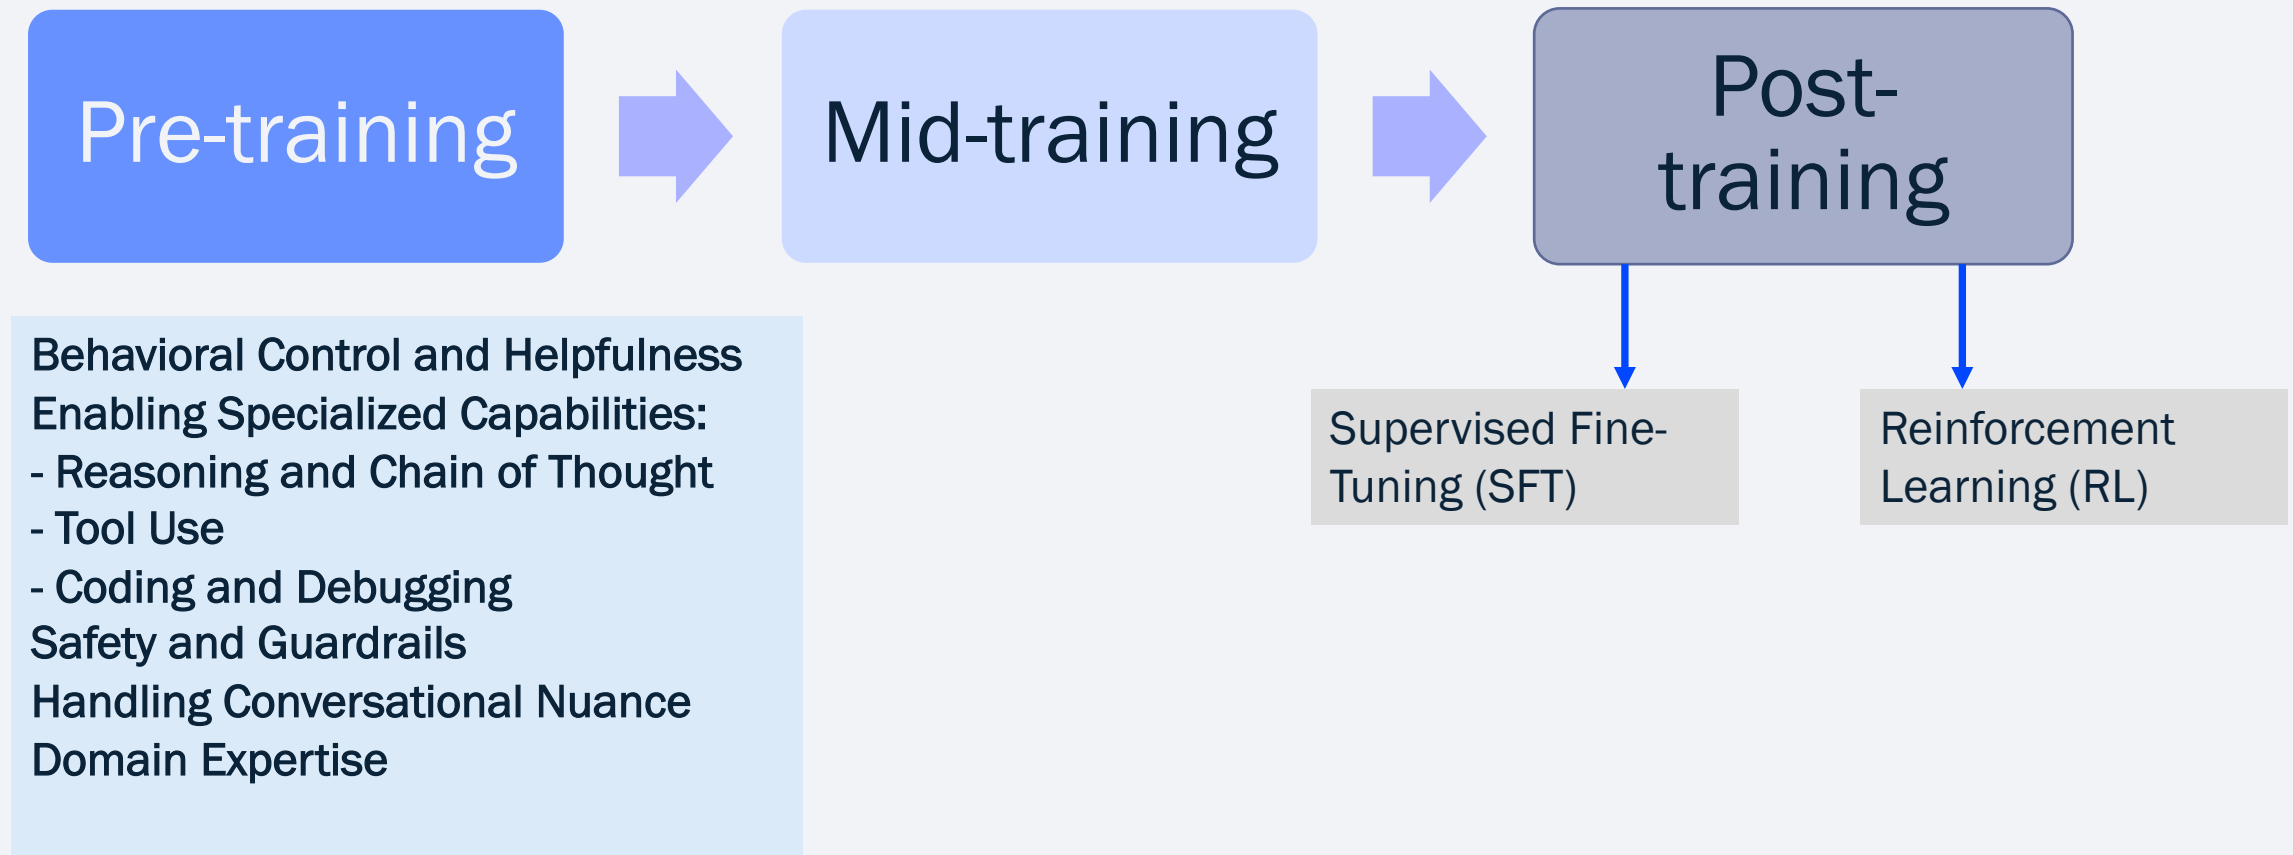 Pre-training
Mid-training
Post-
training
Behavioral Control and Helpfulness
Enabling Specialized Capabilities:
- Reasoning and Chain of Thought
- Tool Use
- Coding and Debugging
Safety and Guardrails
Handling Conversational Nuance
Domain Expertise
Supervised Fine-
Tuning (SFT)
Reinforcement
Learning (RL)